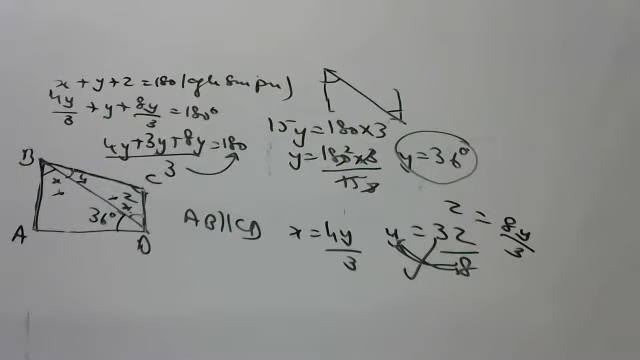 x + y + z = 180 (
4y/3 + y + 8y/3 = 180°
4y + 3y + 8y / 3 = 180
15y = 180 x 3
y = 180 x 3 / 15
y = 36°
B
x
y
C
z
x
36°
A
D
AB || CD
x = 4y/3
y = 3z/8
z = 8y/3